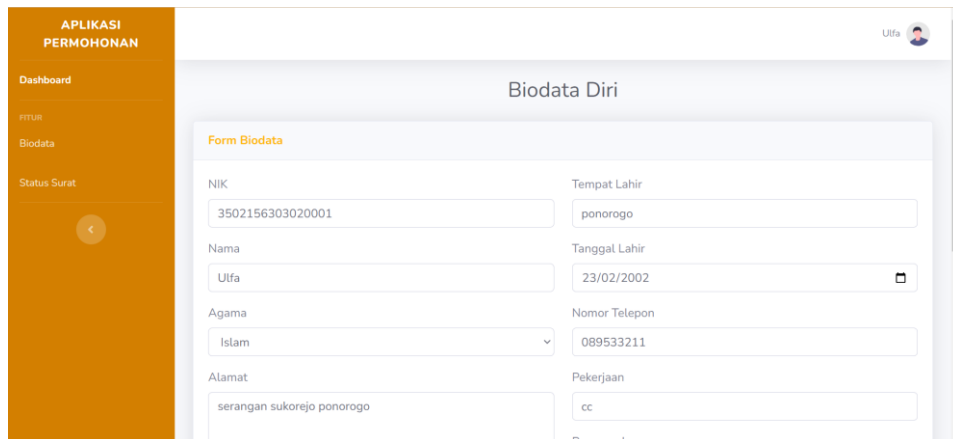 APLIKASI
PERMOHONAN
Dashboard
FITUR
Biodata
Status Surat
Ulfa
Biodata Diri
Form Biodata
NIK
3502156303020001
Nama
Ulfa
Agama
Islam
Alamat
serangan sukorejo ponorogo
Tempat Lahir
ponorogo
Tanggal Lahir
23/02/2002
Nomor Telepon
089533211
Pekerjaan
cc